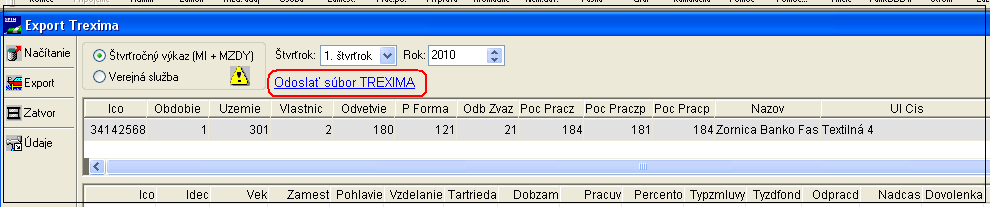 Export Trexima
Načítanie
Export
Zatvor
Údaje
Štvrťročný výkaz (MI + MZDY)
Verejná služba
Štvrťrok: 1. štvrťrok Rok: 2010
Odoslať súbor TREXIMA
Ico Obdobie Uzemie Vlastnic Odvetvie P Forma Odb Zvaz Poc Pracz Poc Praczp Poc Pracp Nazov Ul Cis
34142568 1 301 2 180 121 21 184 181 184 Zornica Banko Fas Textilná 4
Ico Idec Vek Zamest Pohlavie Vzdelanie Tartrieda Dobzam Pracuv Percento Typzmluvy Tyzdfond Odpracd Nadcas Dovolenka